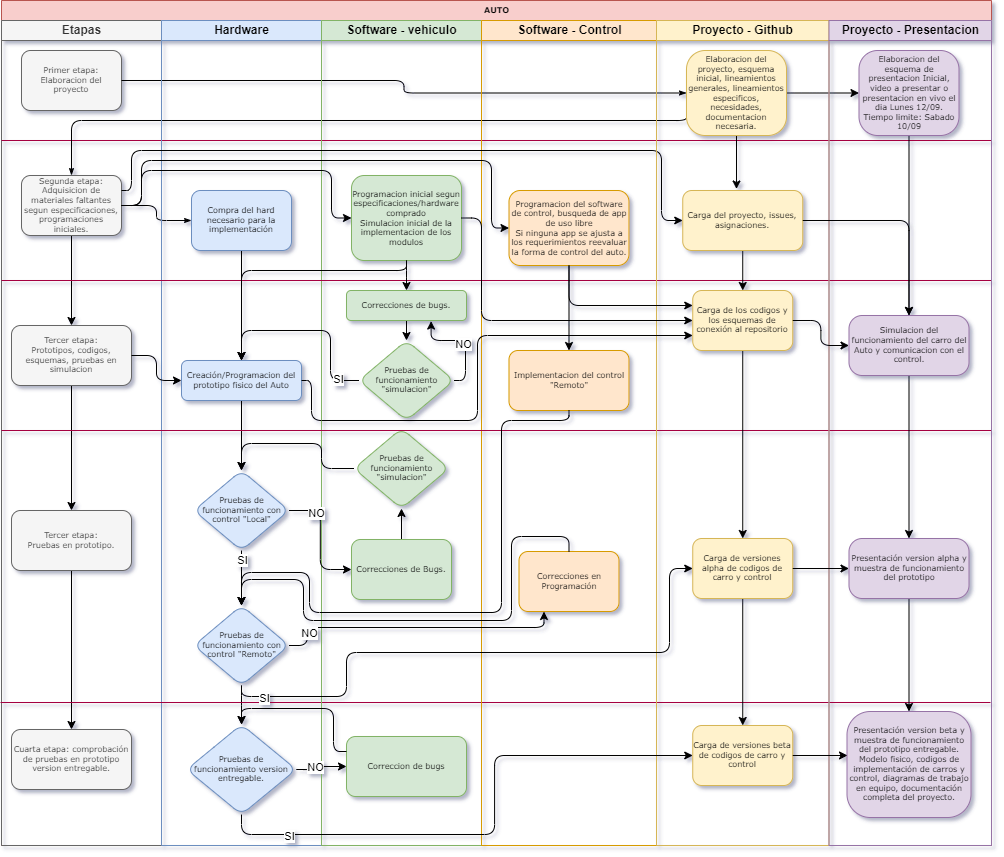 AUTO
Etapas
Hardware
Software - vehiculo
Software - Control
Proyecto - Github
Proyecto - Presentacion
Primer etapa:
Elaboracion del
proyecto
Elaboracion del
proyecto, esquema
inicial, lineamientos
generales, lineamientos
especificos,
necesidades,
documentacion
necesaria.
Elaboracion del
esquema de
presentacion Inicial,
video a presentar o
presentacion en vivo el
día Lunes 12/09.
Tiempo limite: Sabado
10/09
Segunda etapa:
Adquisicion de
materiales faltantes
segun especificaciones,
programaciones
iniciales.
Compra del hard
necesario para la
implementación
Programacion inicial segun
especificaciones/hardware
comprado
Simulacion inicial de la
implementacion de los
modulos
Programacion del software
de control, busqueda de app
de uso libre
Si ninguna app se ajusta a
los requerimientos reevaluar
la forma de control del auto.
Carga del proyecto, issues,
asignaciones.
Correcciones de bugs.
Carga de los codigos y
los esquemas de
conexión al repositorio
Simulacion del
funcionamiento del carro del
Auto y comunicacion con el
control.
Tercer etapa:
Prototipos, codigos,
esquemas, pruebas en
simulacion
Creación/Programacion del
prototipo fisico del Auto
SI
Pruebas de
funcionamiento
"simulacion"
NO
Implementacion del control
"Remoto"
Pruebas de
funcionamiento
"simulacion"
Tercer etapa:
Pruebas en prototipo.
Pruebas de
funcionamiento con
control "Local"
NO
SI
Correcciones de Bugs.
Correcciones en
Programación
Carga de versiones
alpha de codigos de
carro y control
Presentación version alpha y
muestra de funcionamiento
del prototipo
Pruebas de
funcionamiento con
control "Remoto"
NO
SI
Cuarta etapa: comprobación
de pruebas en prototipo
version entregable.
Pruebas de
funcionamiento version
entregable.
NO
SI
Correccion de bugs
Carga de versiones beta
de codigos de carro y
control
Presentación version beta y
muestra de funcionamiento
del prototipo entregable.
Modelo fisico, codigos de
implementación de carros y
control, diagramas de trabajo
en equipo, documentación
completa del proyecto.